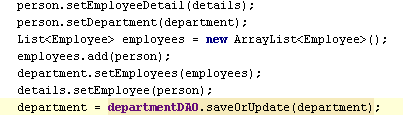 person.setEmployeeDetail(details);
person.setDepartment(department);
List<Employee> employees = new ArrayList<Employee>();
employees.add(person);
department.setEmployees(employees);
details.setEmployee(person);
department = departmentDAO.saveOrUpdate(department);